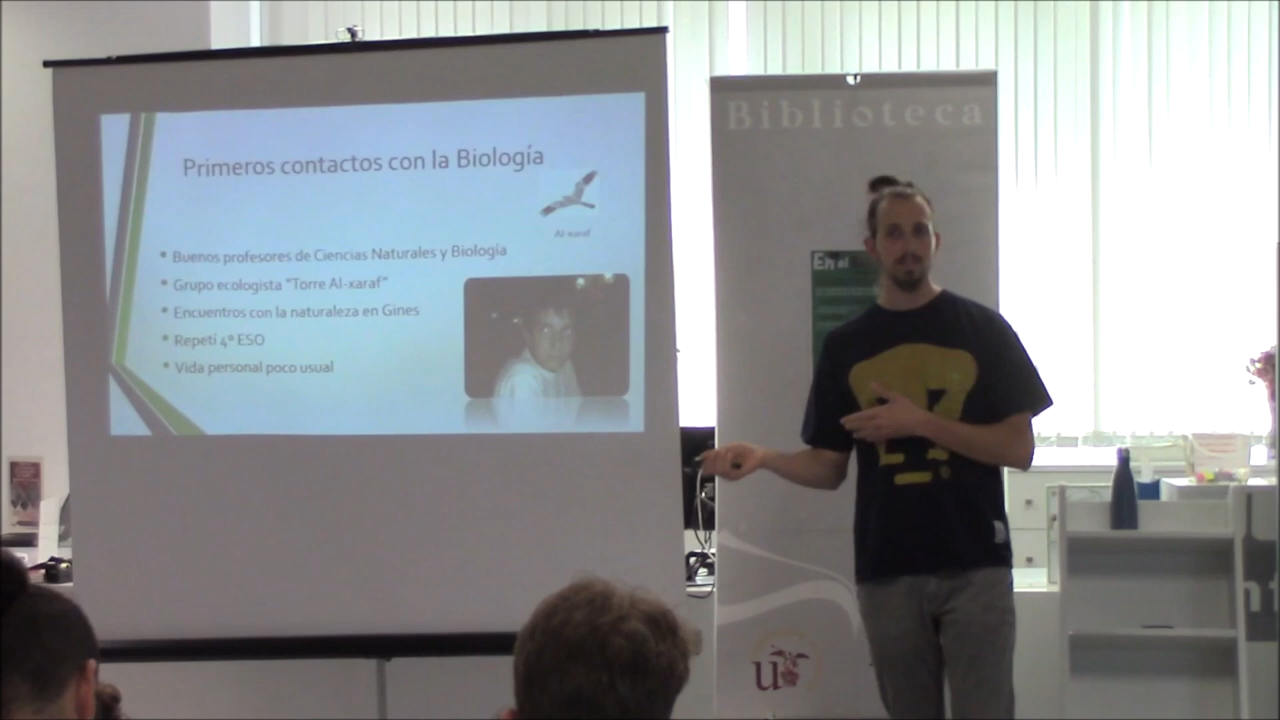 Primeros contactos con la Biología
Al-xaraf
• Buenos profesores de Ciencias Naturales y Biología
• Grupo ecologista "Torre Al-xaraf"
• Encuentros con la naturaleza en Gines
• Repetí 4º ESO
• Vida personal poco usual
Biblioteca
En el
u